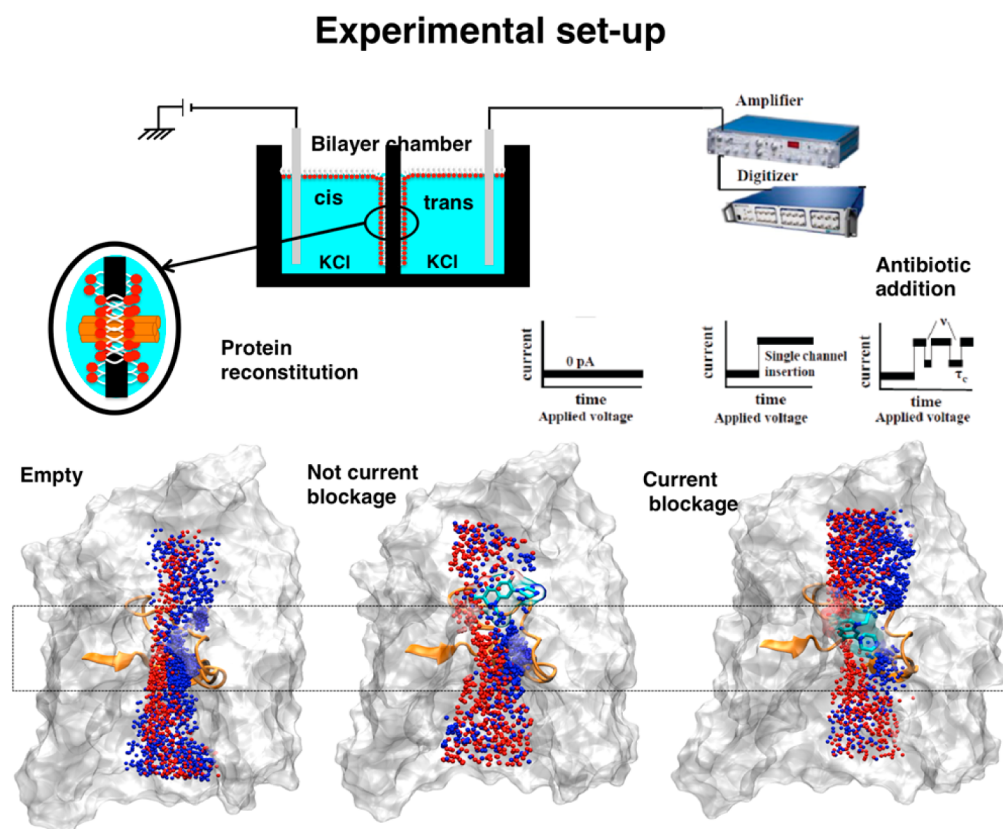 Experimental set-up
Amplifier
Bilayer chamber
Digitizer
cis
trans
KCl
KCl
Antibiotic
addition
Protein
reconstitution
current
0 pA
time
Applied voltage
current
Single channel
insertion
time
Applied voltage
current
ν
τc
time
Applied voltage
Empty
Not current
blockage
Current
blockage